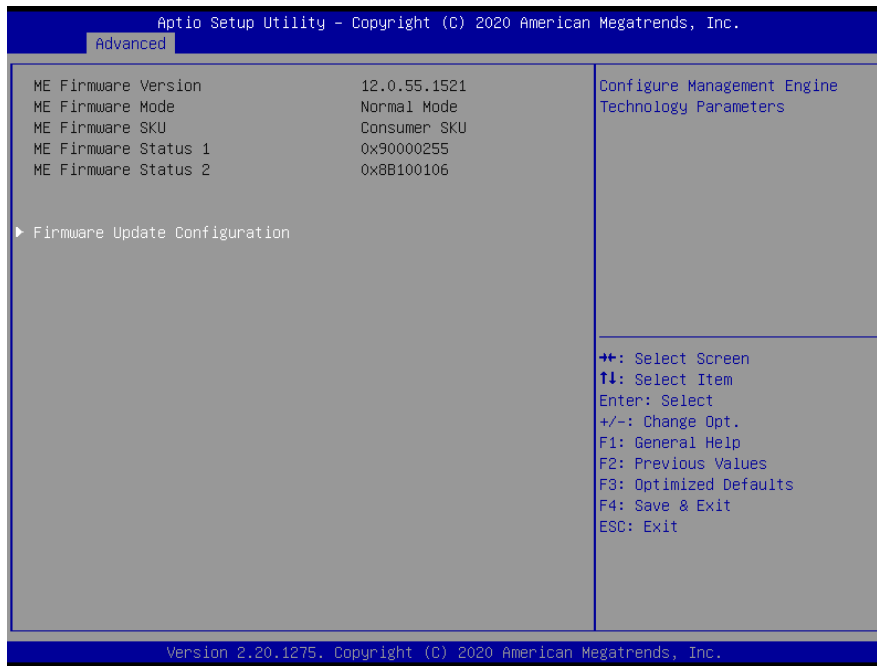 Aptio Setup Utility – Copyright (C) 2020 American Megatrends, Inc.
Advanced
ME Firmware Version 12.0.55.1521
ME Firmware Mode Normal Mode
ME Firmware SKU Consumer SKU
ME Firmware Status 1 0x90000255
ME Firmware Status 2 0x8B100106
▶ Firmware Update Configuration
Configure Management Engine
Technology Parameters
→←: Select Screen
↑↓: Select Item
Enter: Select
+/-: Change Opt.
F1: General Help
F2: Previous Values
F3: Optimized Defaults
F4: Save & Exit
ESC: Exit
Version 2.20.1275. Copyright (C) 2020 American Megatrends, Inc.